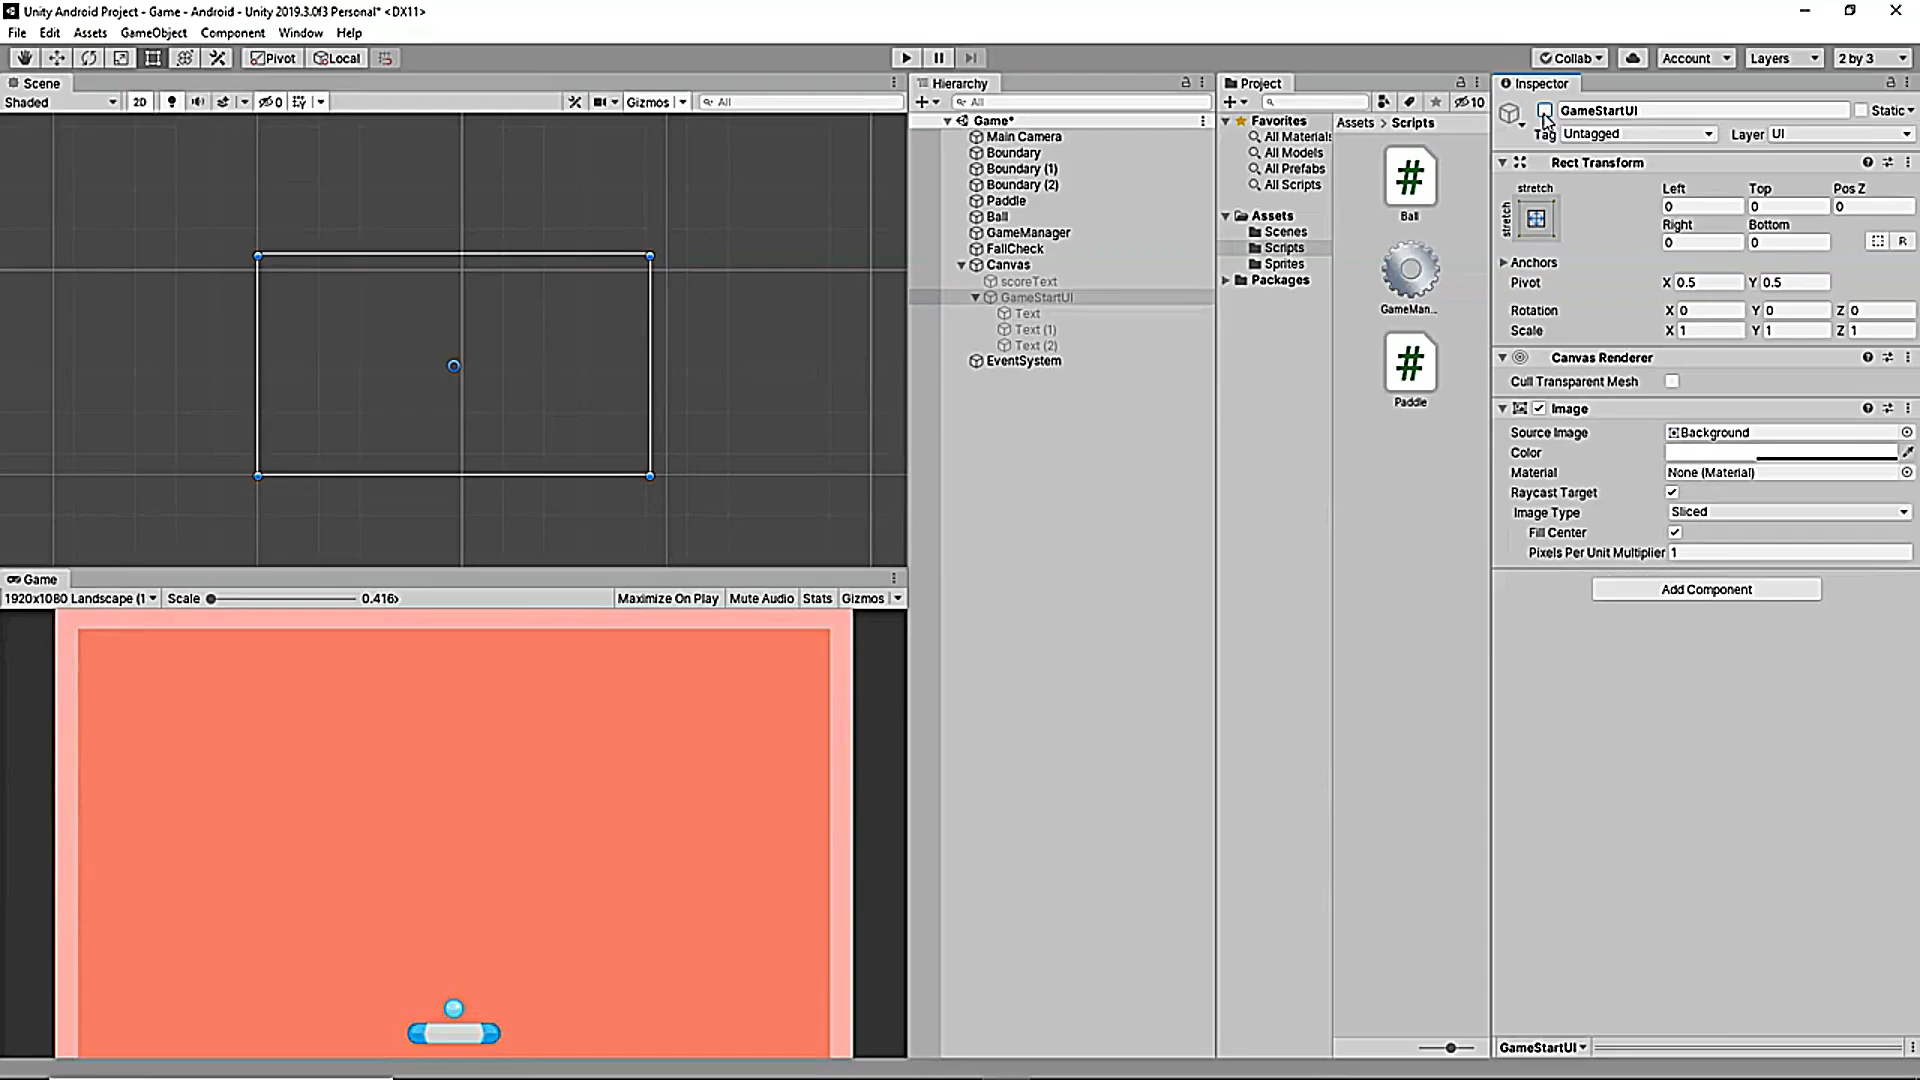 Unity Android Project - Game - Android - Unity 2019.3.0f3 Personal* <DX11>
File Edit Assets GameObject Component Window Help
Pivot Local Collab Account Layers 2 by 3
Scene
Shaded 2D 0 Gizmos All
Game
1920x1080 Landscape (1 Scale 0.416x Maximize On Play Mute Audio Stats Gizmos
Hierarchy
All
Game*
Main Camera
Boundary
Boundary (1)
Boundary (2)
Paddle
Ball
GameManager
FallCheck
Canvas
scoreText
GameStartUI
Text
Text (1)
Text (2)
EventSystem
Project
10
Favorites
All Materials
All Models
All Prefabs
All Scripts
Assets
Scenes
Scripts
Sprites
Packages
Assets > Scripts
#
Ball
GameMan...
#
Paddle
Inspector
GameStartUI Static
Tag Untagged Layer UI
Rect Transform
stretch
stretch
Left Top Pos Z
0 0 0
Right Bottom
0 0 R
Anchors
Pivot X 0.5 Y 0.5
Rotation X 0 Y 0 Z 0
Scale X 1 Y 1 Z 1
Canvas Renderer
Cull Transparent Mesh
Image
Source Image Background
Color
Material None (Material)
Raycast Target
Image Type Sliced
Fill Center
Pixels Per Unit Multiplier 1
Add Component
GameStartUI